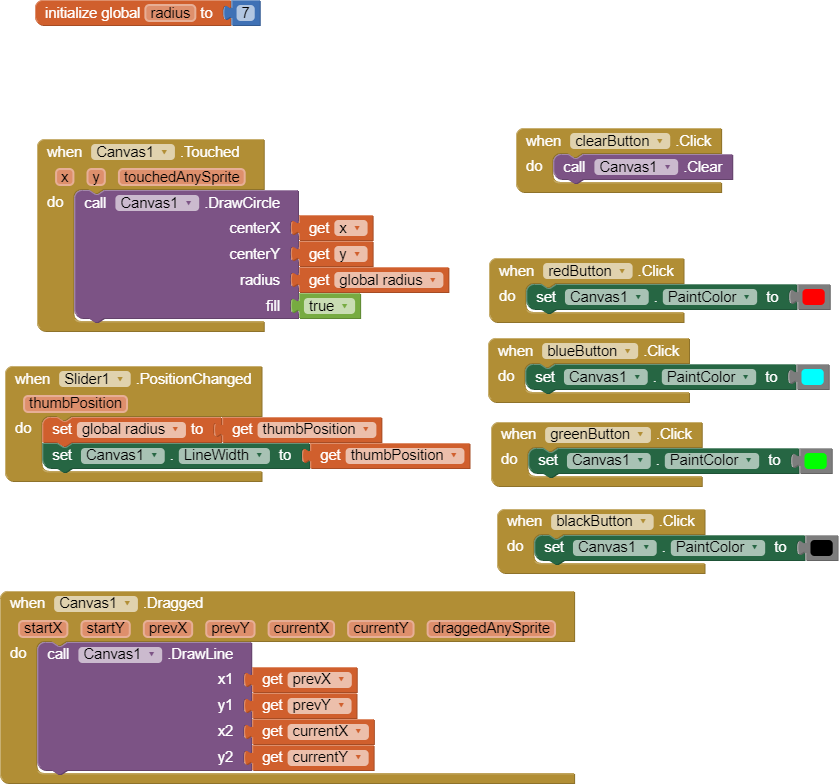 initialize global radius to 7
when Canvas1 .Touched
x y touchedAnySprite
do call Canvas1 .DrawCircle
centerX get x
centerY get y
radius get global radius
fill true
when Slider1 .PositionChanged
thumbPosition
do set global radius to get thumbPosition
set Canvas1 . LineWidth to get thumbPosition
when clearButton .Click
do call Canvas1 .Clear
when redButton .Click
do set Canvas1 . PaintColor to
when blueButton .Click
do set Canvas1 . PaintColor to
when greenButton .Click
do set Canvas1 . PaintColor to
when blackButton .Click
do set Canvas1 . PaintColor to
when Canvas1 .Dragged
startX startY prevX prevY currentX currentY draggedAnySprite
do call Canvas1 .DrawLine
x1 get prevX
y1 get prevY
x2 get currentX
y2 get currentY